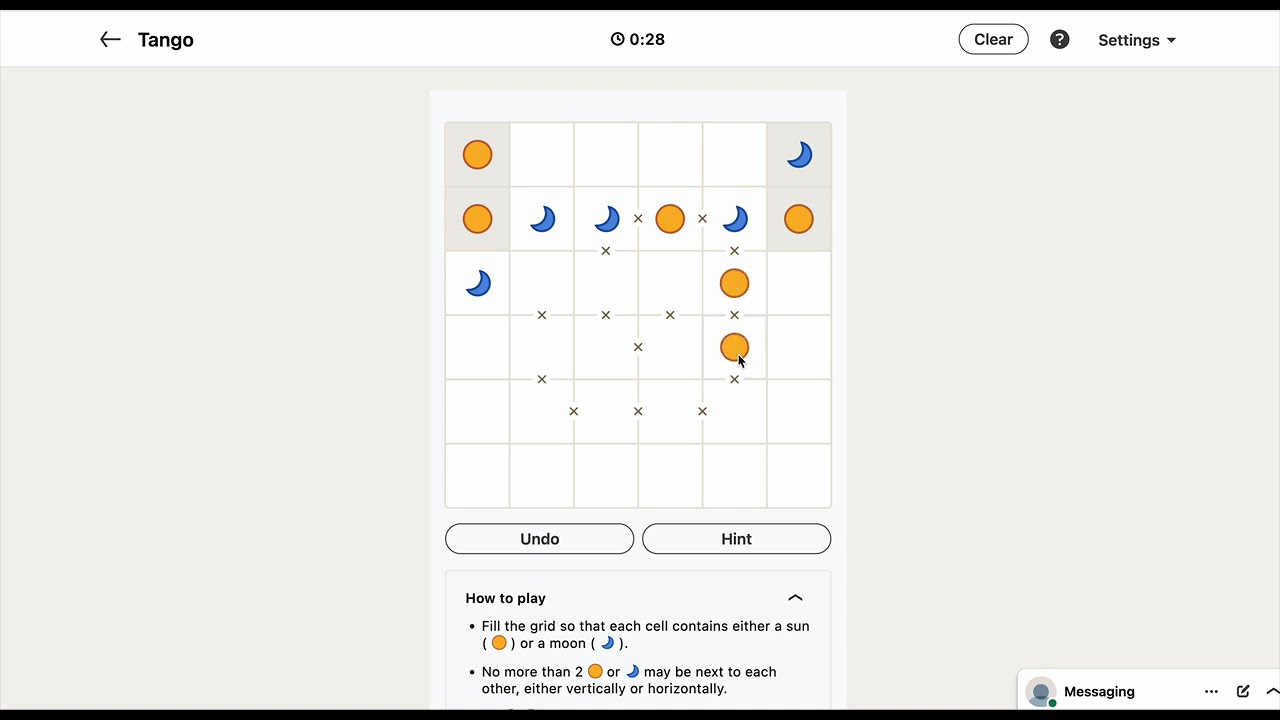 Tango
0:28
Clear
?
Settings
Undo
Hint
How to play
• Fill the grid so that each cell contains either a sun
( ) or a moon ( ).
• No more than 2 or may be next to each
other, either vertically or horizontally.
Messaging